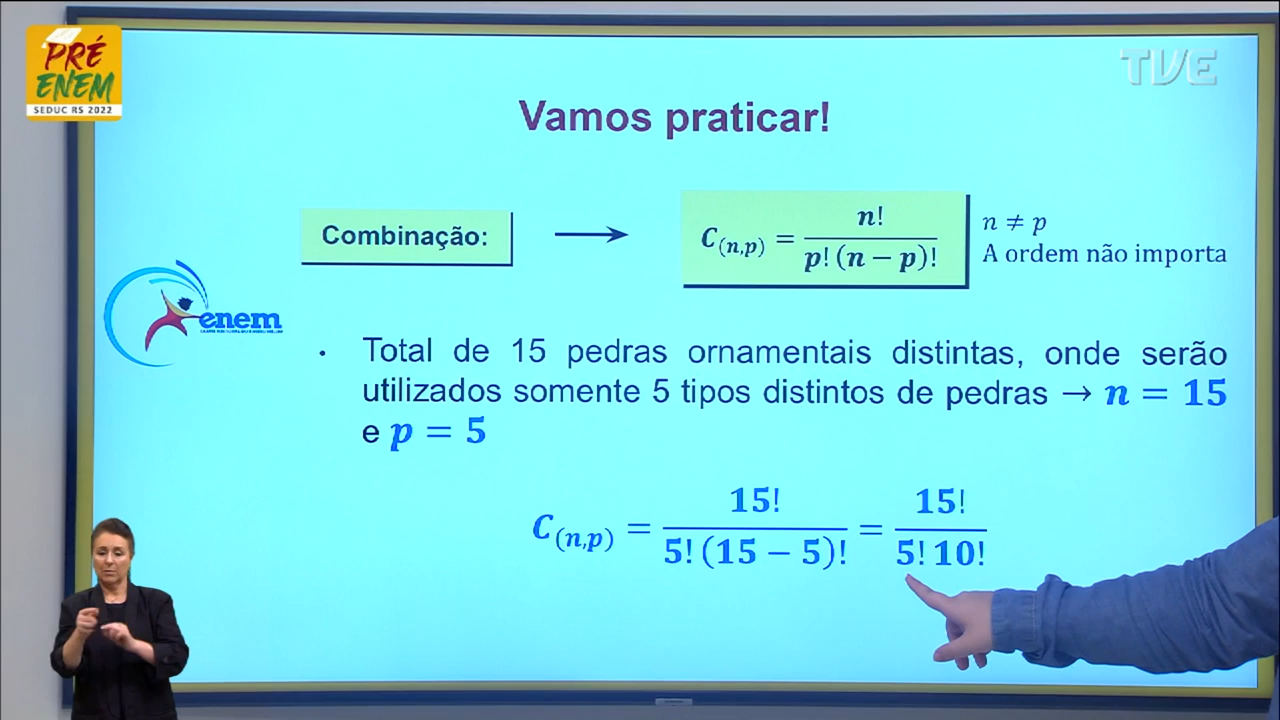 PRÉ
ENEM
SEDUC RS 2022
TVE
Vamos praticar!
Combinação:
C(n,p) = n! / p! (n − p)!
n ≠ p
A ordem não importa
enem
• Total de 15 pedras ornamentais distintas, onde serão
utilizados somente 5 tipos distintos de pedras → n = 15
e p = 5
C(n,p) = 15! / 5! (15 − 5)! = 15! / 5! 10!